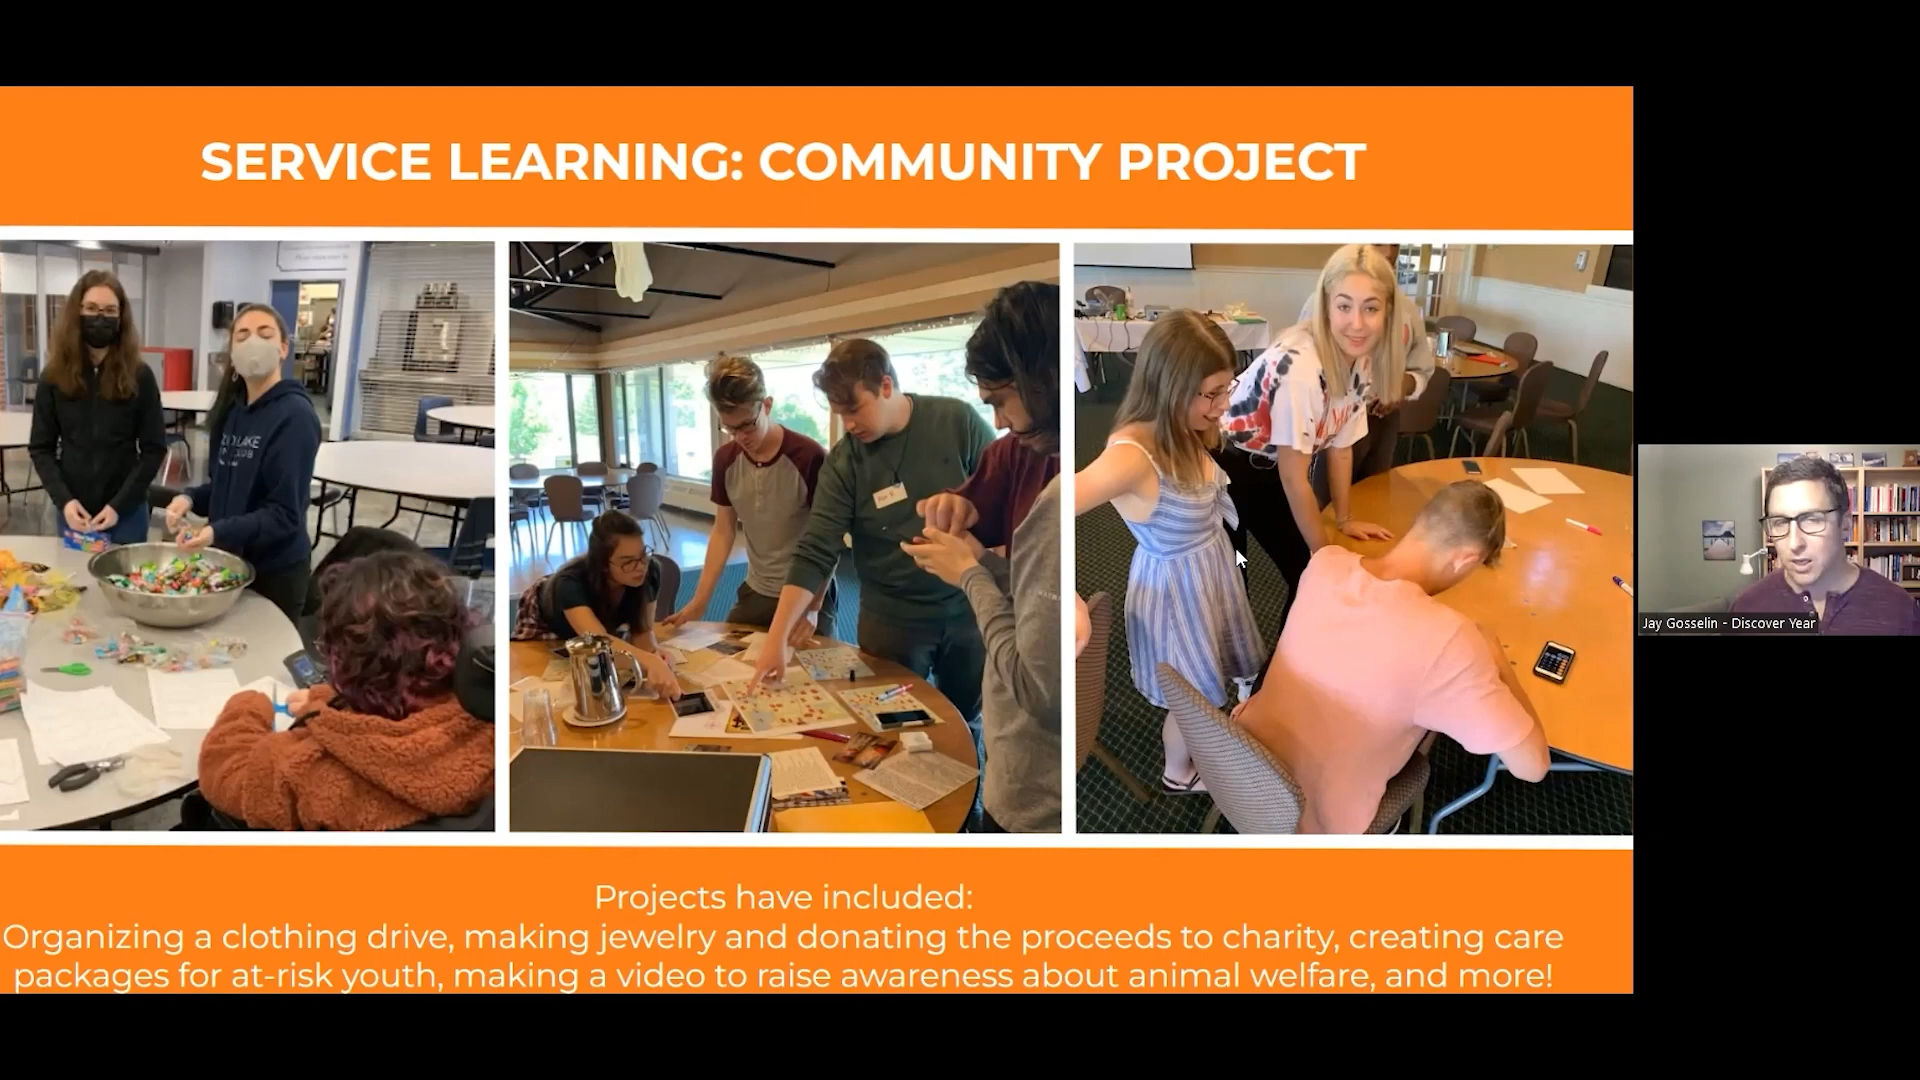 SERVICE LEARNING: COMMUNITY PROJECT
Projects have included:
Organizing a clothing drive, making jewelry and donating the proceeds to charity, creating care
packages for at-risk youth, making a video to raise awareness about animal welfare, and more!
Jay Gosselin - Discover Year